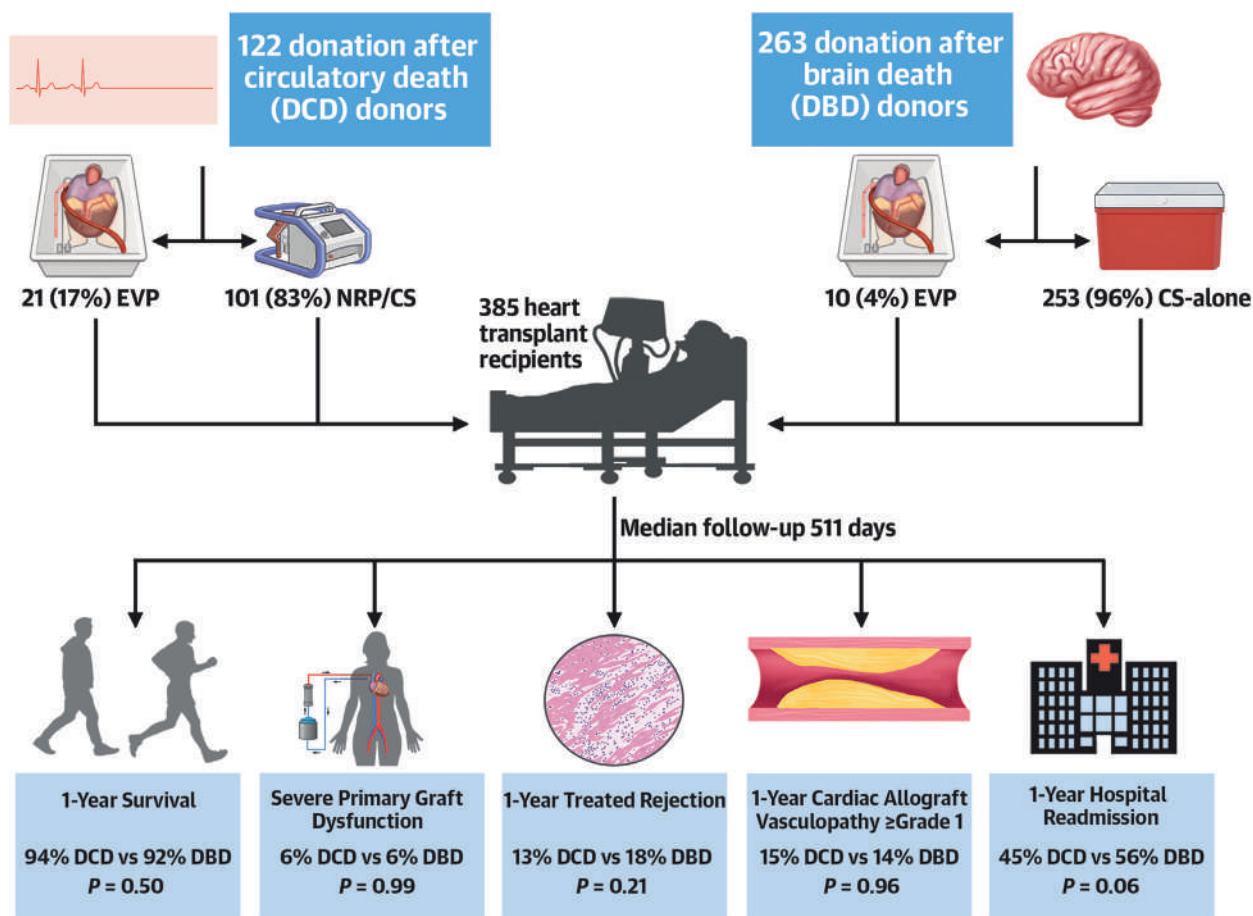 122 donation after
circulatory death
(DCD) donors
263 donation after
brain death
(DBD) donors
21 (17%) EVP
101 (83%) NRP/CS
10 (4%) EVP
253 (96%) CS-alone
385 heart
transplant
recipients
Median follow-up 511 days
1-Year Survival
94% DCD vs 92% DBD
P = 0.50
Severe Primary Graft
Dysfunction
6% DCD vs 6% DBD
P = 0.99
1-Year Treated Rejection
13% DCD vs 18% DBD
P = 0.21
1-Year Cardiac Allograft
Vasculopathy ≥Grade 1
15% DCD vs 14% DBD
P = 0.96
1-Year Hospital
Readmission
45% DCD vs 56% DBD
P = 0.06